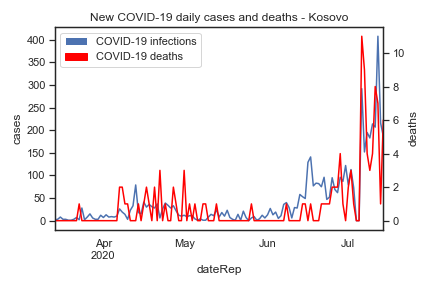 New COVID-19 daily cases and deaths - Kosovo
COVID-19 infections
COVID-19 deaths
400
350
300
250
200
150
100
50
0
cases
10
8
6
4
2
0
deaths
Apr
2020
May
Jun
Jul
dateRep